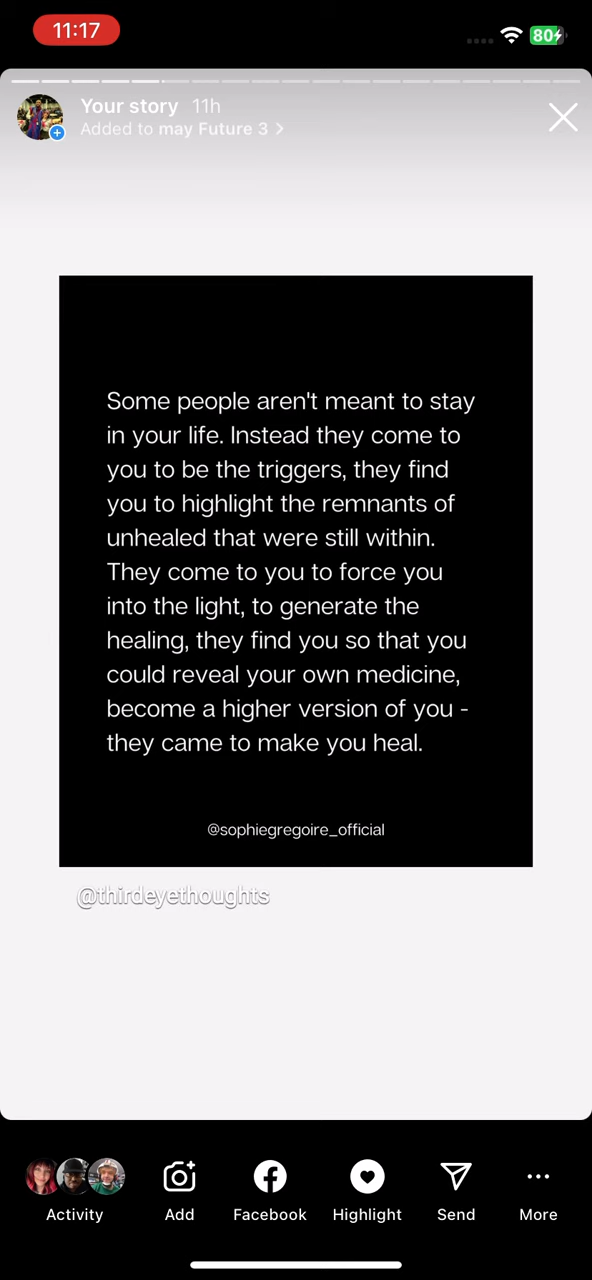 11:17
80
Your story 11h
Added to may Future 3 >
Some people aren't meant to stay
in your life. Instead they come to
you to be the triggers, they find
you to highlight the remnants of
unhealed that were still within.
They come to you to force you
into the light, to generate the
healing, they find you so that you
could reveal your own medicine,
become a higher version of you -
they came to make you heal.
@sophiegregoire_official
@thirdeyethoughts
Activity Add Facebook Highlight Send More